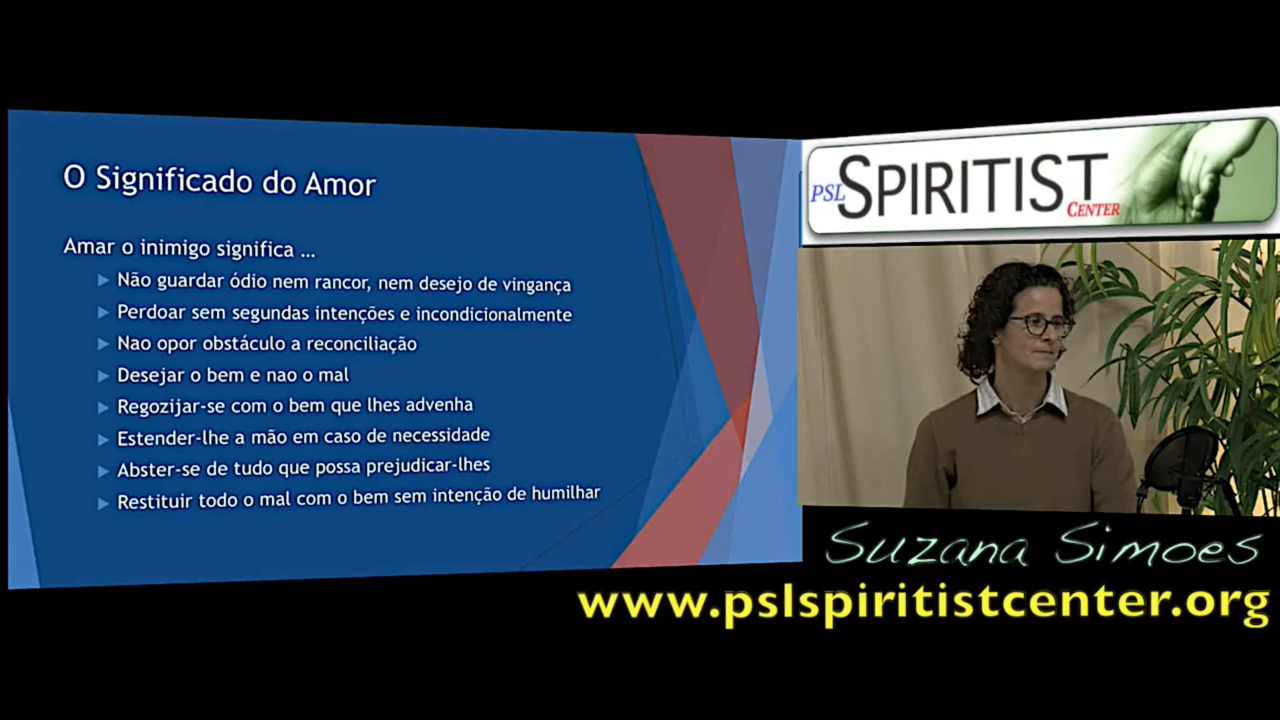 O Significado do Amor
Amar o inimigo significa ...
Não guardar ódio nem rancor, nem desejo de vingança
Perdoar sem segundas intenções e incondicionalmente
Nao opor obstáculo a reconciliação
Desejar o bem e nao o mal
Regozijar-se com o bem que lhes advenha
Estender-lhe a mão em caso de necessidade
Abster-se de tudo que possa prejudicar-lhes
Restituir todo o mal com o bem sem intenção de humilhar
PSL SPIRITIST
CENTER
Suzana Simoes
www.pslspiritistcenter.org